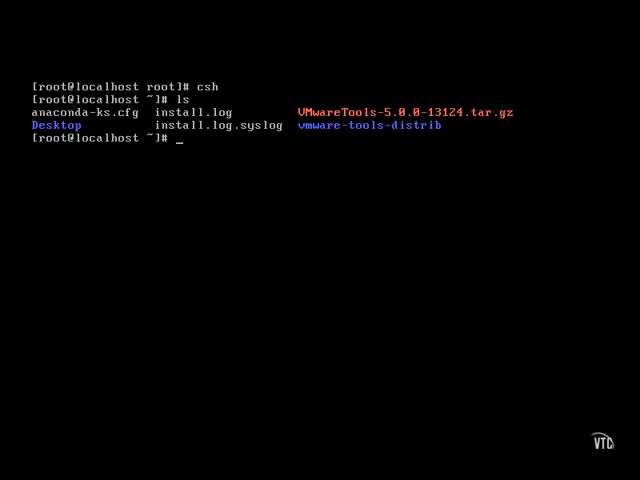 [root@localhost root]# csh
[root@localhost ~]# ls
anaconda-ks.cfg  install.log         VMwareTools-5.0.0-13124.tar.gz
Desktop          install.log.syslog  vmware-tools-distrib
[root@localhost ~]# _
VTC